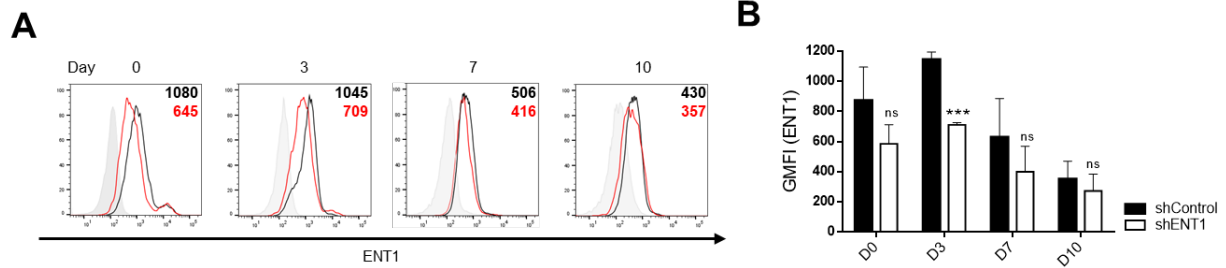 A
Day 0 3 7 10
1080 1045 506 430
645 709 416 357
ENT1
B
GMFI (ENT1)
1200
1000
800
600
400
200
0
ns
***
ns
ns
D0 D3 D7 D10
shControl
shENT1